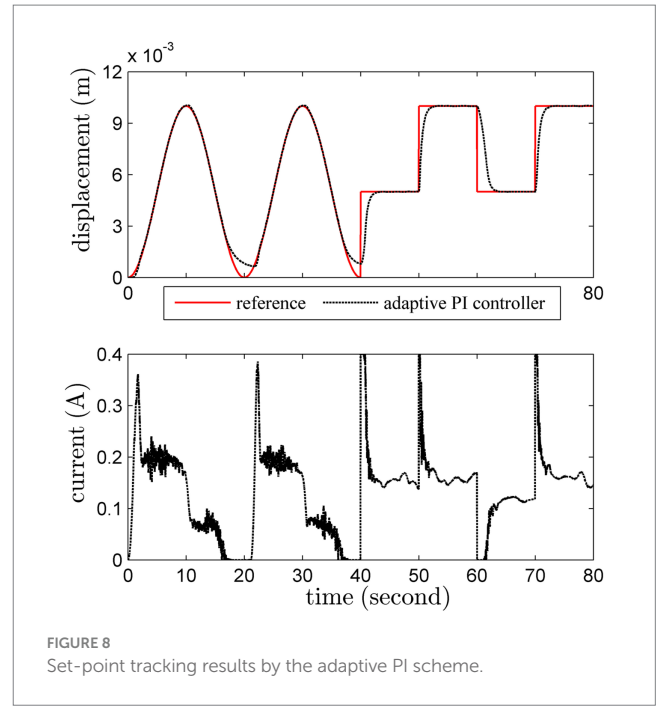 × 10⁻³
12
9
6
3
0
displacement (m)
0 80
reference adaptive PI controller
0.4
0.3
0.2
0.1
0
current (A)
0 10 20 30 40 50 60 70 80
time (second)
FIGURE 8
Set-point tracking results by the adaptive PI scheme.